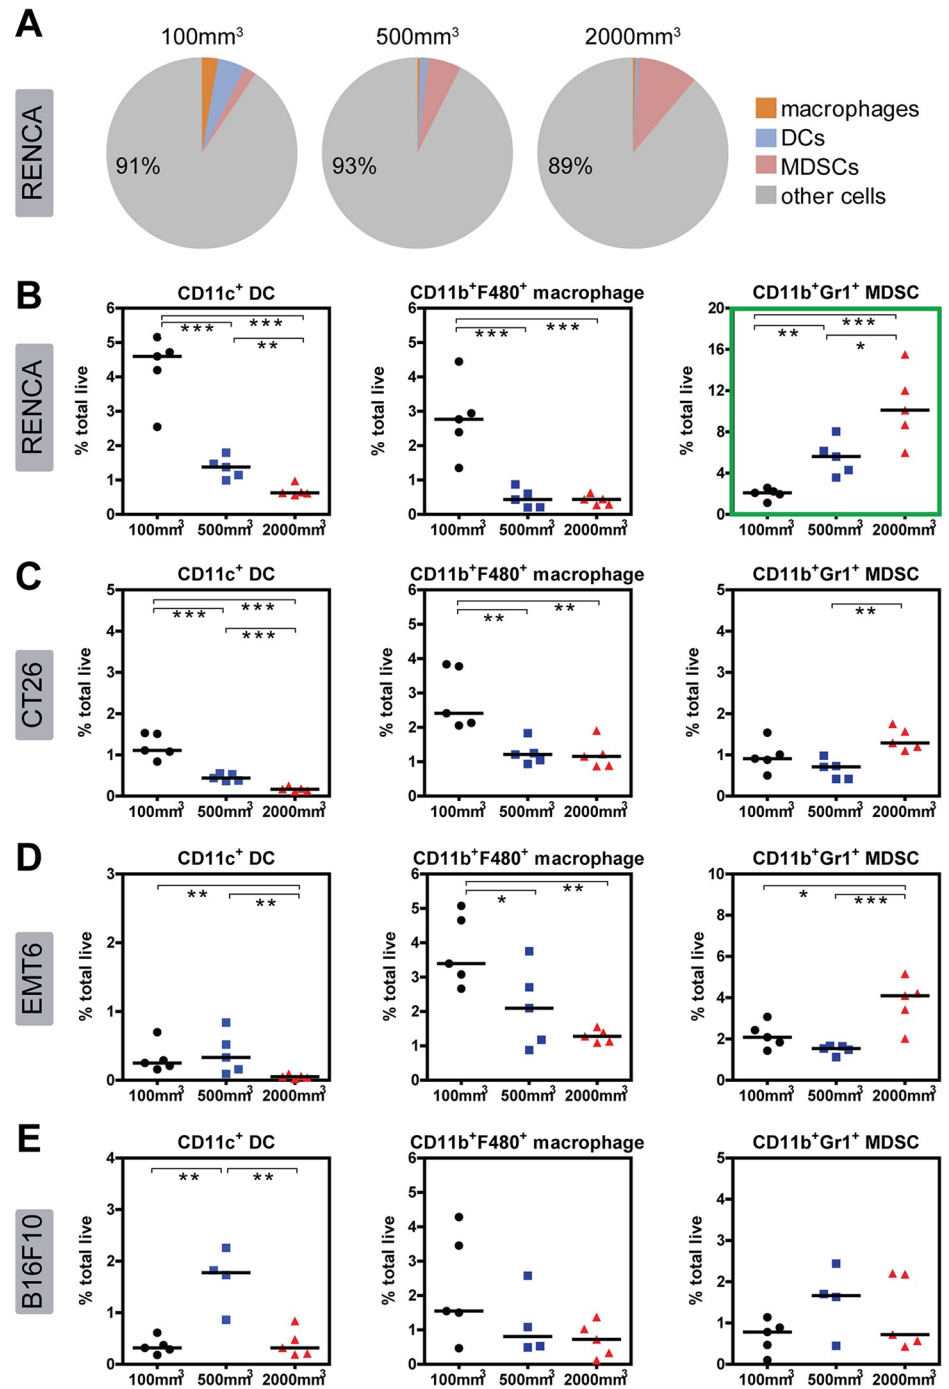 A
100mm³ 500mm³ 2000mm³
RENCA
91% 93% 89%
macrophages
DCs
MDSCs
other cells
B
RENCA
CD11c⁺ DC
% total live
6
5
4
3
2
1
0
*** ***
**
100mm³ 500mm³ 2000mm³
CD11b⁺F480⁺ macrophage
% total live
6
5
4
3
2
1
0
*** ***
100mm³ 500mm³ 2000mm³
CD11b⁺Gr1⁺ MDSC
% total live
20
16
12
8
4
0
** ***
*
100mm³ 500mm³ 2000mm³
C
CT26
CD11c⁺ DC
% total live
5
4
3
2
1
0
*** ***
***
100mm³ 500mm³ 2000mm³
CD11b⁺F480⁺ macrophage
% total live
6
5
4
3
2
1
0
** **
100mm³ 500mm³ 2000mm³
CD11b⁺Gr1⁺ MDSC
% total live
5
4
3
2
1
0
**
100mm³ 500mm³ 2000mm³
D
EMT6
CD11c⁺ DC
% total live
3
2
1
0
** **
100mm³ 500mm³ 2000mm³
CD11b⁺F480⁺ macrophage
% total live
6
5
4
3
2
1
0
* **
100mm³ 500mm³ 2000mm³
CD11b⁺Gr1⁺ MDSC
% total live
10
8
6
4
2
0
* ***
100mm³ 500mm³ 2000mm³
E
B16F10
CD11c⁺ DC
% total live
4
3
2
1
0
** **
100mm³ 500mm³ 2000mm³
CD11b⁺F480⁺ macrophage
% total live
6
5
4
3
2
1
0
100mm³ 500mm³ 2000mm³
CD11b⁺Gr1⁺ MDSC
% total live
5
4
3
2
1
0
100mm³ 500mm³ 2000mm³